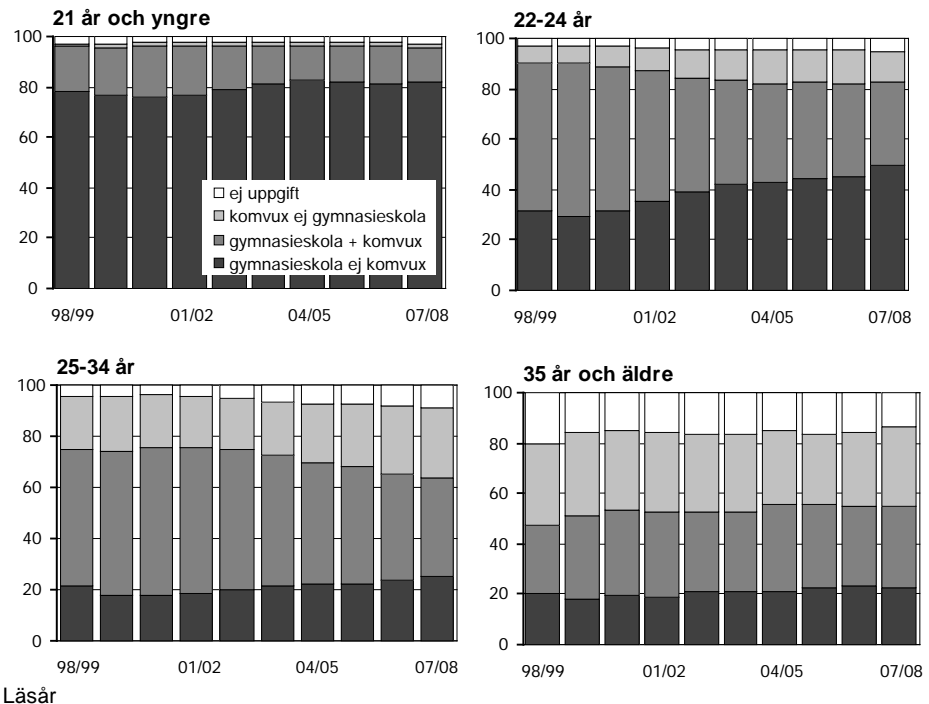 21 år och yngre
100
80
60
40
20
0
ej uppgift
komvux ej gymnasieskola
gymnasieskola + komvux
gymnasieskola ej komvux
98/99 01/02 04/05 07/08
22-24 år
100
80
60
40
20
0
98/99 01/02 04/05 07/08
25-34 år
100
80
60
40
20
0
98/99 01/02 04/05 07/08
35 år och äldre
100
80
60
40
20
0
98/99 01/02 04/05 07/08
Läsår